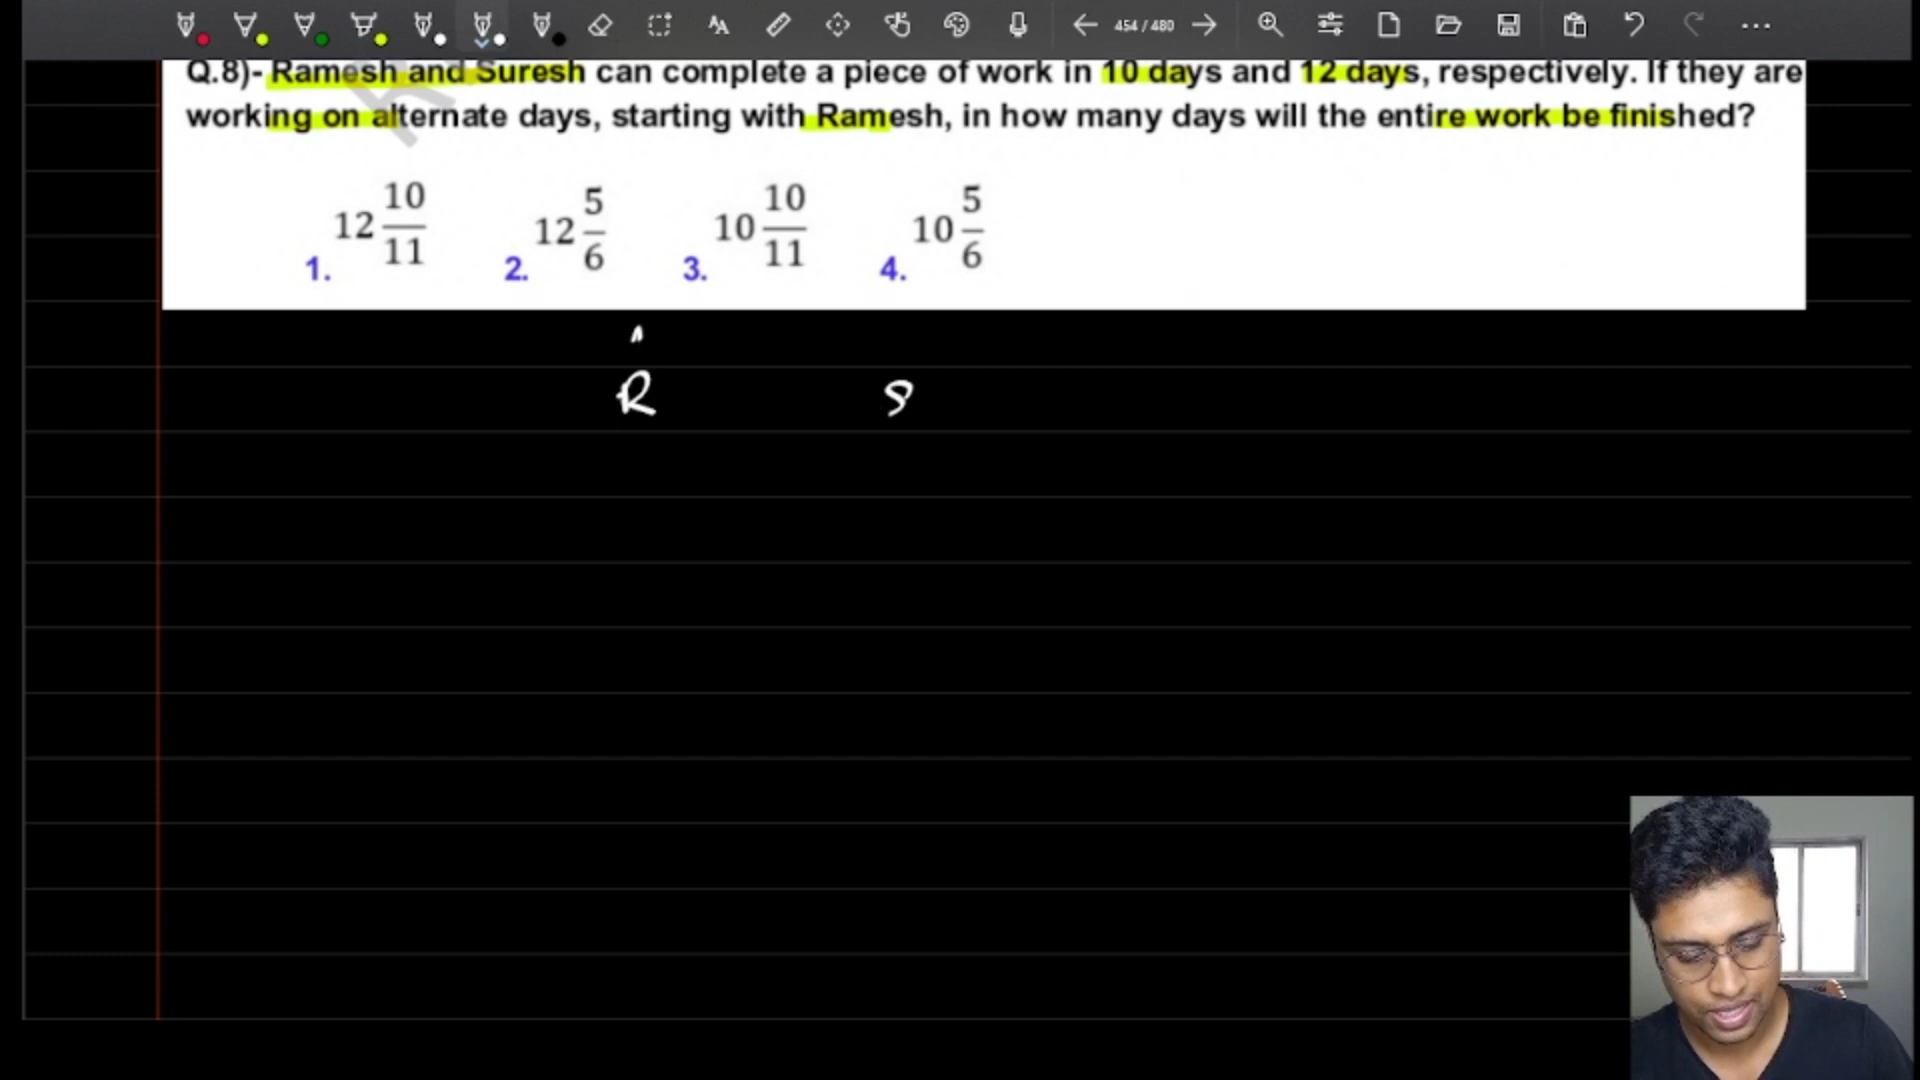 454 / 480
Q.8)- Ramesh and Suresh can complete a piece of work in 10 days and 12 days, respectively. If they are
working on alternate days, starting with Ramesh, in how many days will the entire work be finished?
1. 12 10/11 2. 12 5/6 3. 10 10/11 4. 10 5/6
R S